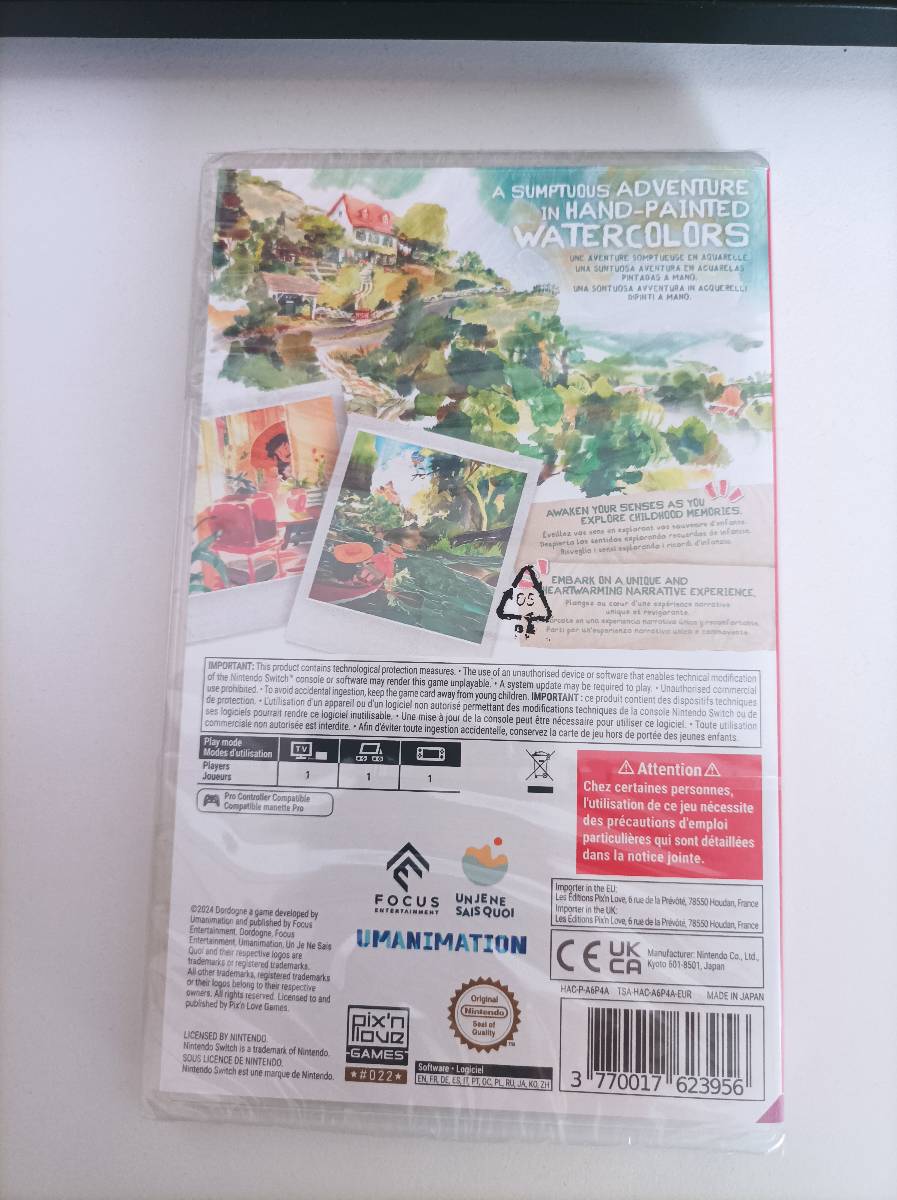 A SUMPTUOUS ADVENTURE
IN HAND-PAINTED
WATERCOLORS
UNE AVENTURE SOMPTUEUSE EN AQUARELLE
UNA SUNTUOSA AVENTURA EN ACUARELAS
PINTADAS A MANO.
UNA SONTUOSA AVVENTURA IN ACQUERELLI
DIPINTI A MANO.
AWAKEN YOUR SENSES AS YOU
EXPLORE CHILDHOOD MEMORIES.
Éveillez vos sens en explorant vos souvenirs d'enfance.
Despierta los sentidos explorando recuerdos de infancia.
Risveglia i sensi esplorando i ricordi d'infanzia.
EMBARK ON A UNIQUE AND
HEARTWARMING NARRATIVE EXPERIENCE.
Plongez au cœur d'une expérience narrative
unique et revigorante.
en una experiencia narrativa única y reconfortante.
Parti per un'esperienza narrativa unica e commovente.
05
IMPORTANT: This product contains technological protection measures. • The use of an unauthorised device or software that enables technical modification
of the Nintendo Switch™ console or software may render this game unplayable. • A system update may be required to play. • Unauthorised commercial
use prohibited. • To avoid accidental ingestion, keep the game card away from young children. IMPORTANT : ce produit contient des dispositifs techniques
de protection. • L'utilisation d'un appareil ou d'un logiciel non autorisé permettant des modifications techniques de la console Nintendo Switch ou de
ses logiciels pourrait rendre ce logiciel inutilisable. • Une mise à jour de la console peut être nécessaire pour utiliser ce logiciel. • Toute utilisation
commerciale non autorisée est interdite. • Afin d'éviter toute ingestion accidentelle, conservez la carte de jeu hors de portée des jeunes enfants.
Play mode
Modes d'utilisation
TV
Players
Joueurs
1
1
1
Pro Controller Compatible
Compatible manette Pro
⚠ Attention ⚠
Chez certaines personnes,
l'utilisation de ce jeu nécessite
des précautions d'emploi
particulières qui sont détaillées
dans la notice jointe.
FOCUS
ENTERTAINMENT
UN JE NE
SAIS QUOI
UMANIMATION
©2024 Dordogne a game developed by
Umanimation and published by Focus
Entertainment. Dordogne, Focus
Entertainment, Umanimation, Un Je Ne Sais
Quoi and their respective logos are
trademarks or registered trademarks.
All other trademarks, registered trademarks
or their logos belong to their respective
owners. All rights reserved. Licensed to and
published by Pix'n Love Games.
LICENSED BY NINTENDO.
Nintendo Switch is a trademark of Nintendo.
SOUS LICENCE DE NINTENDO.
Nintendo Switch est une marque de Nintendo.
Importer in the EU:
Les Éditions Pix'n Love, 6 rue de la Prévôté, 78550 Houdan, France
Importer in the UK:
Les Éditions Pix'n Love, 6 rue de la Prévôté, 78550 Houdan, France
CE UK
CA
Manufacturer: Nintendo Co., Ltd.,
Kyoto 601-8501, Japan
HAC-P-A6P4A TSA-HAC-A6P4A-EUR MADE IN JAPAN
pix'n
love
GAMES
★#022★
Original
Nintendo
Seal of
Quality
™
Software • Logiciel
EN, FR, DE, ES, IT, PT, OC, PL, RU, JA, KO, ZH
3 770017 623956